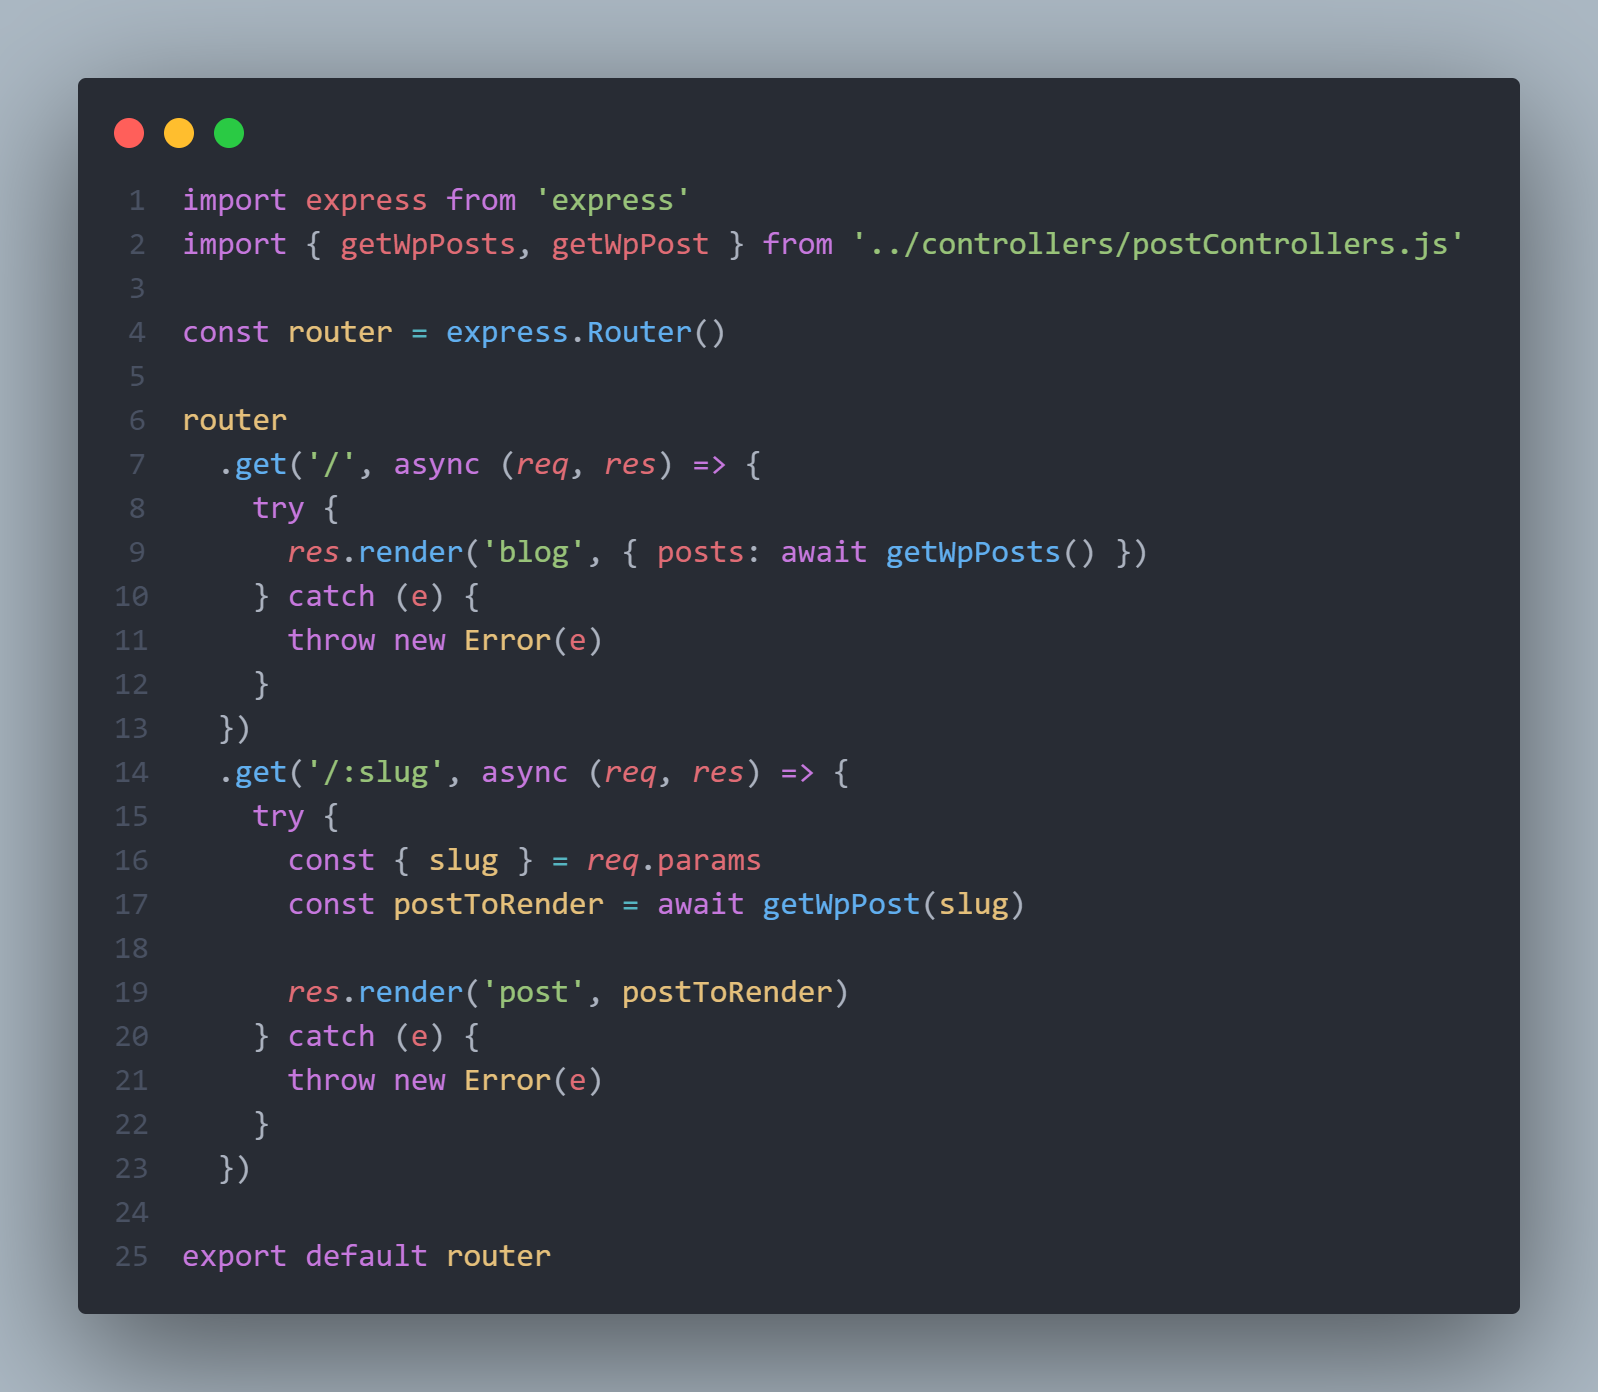 1 import express from 'express'
2 import { getWpPosts, getWpPost } from '../controllers/postControllers.js'
3
4 const router = express.Router()
5
6 router
7   .get('/', async (req, res) => {
8     try {
9       res.render('blog', { posts: await getWpPosts() })
10     } catch (e) {
11       throw new Error(e)
12     }
13   })
14   .get('/:slug', async (req, res) => {
15     try {
16       const { slug } = req.params
17       const postToRender = await getWpPost(slug)
18
19       res.render('post', postToRender)
20     } catch (e) {
21       throw new Error(e)
22     }
23   })
24
25 export default router